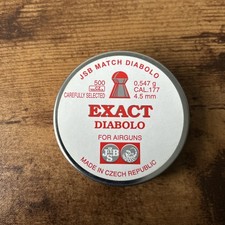 JSB MATCH DIABOLO
500
CAREFULLY SELECTED
0,547 g
CAL.177
4.5 mm
EXACT
DIABOLO
FOR AIRGUNS
JSB
MADE IN CZECH REPUBLIC